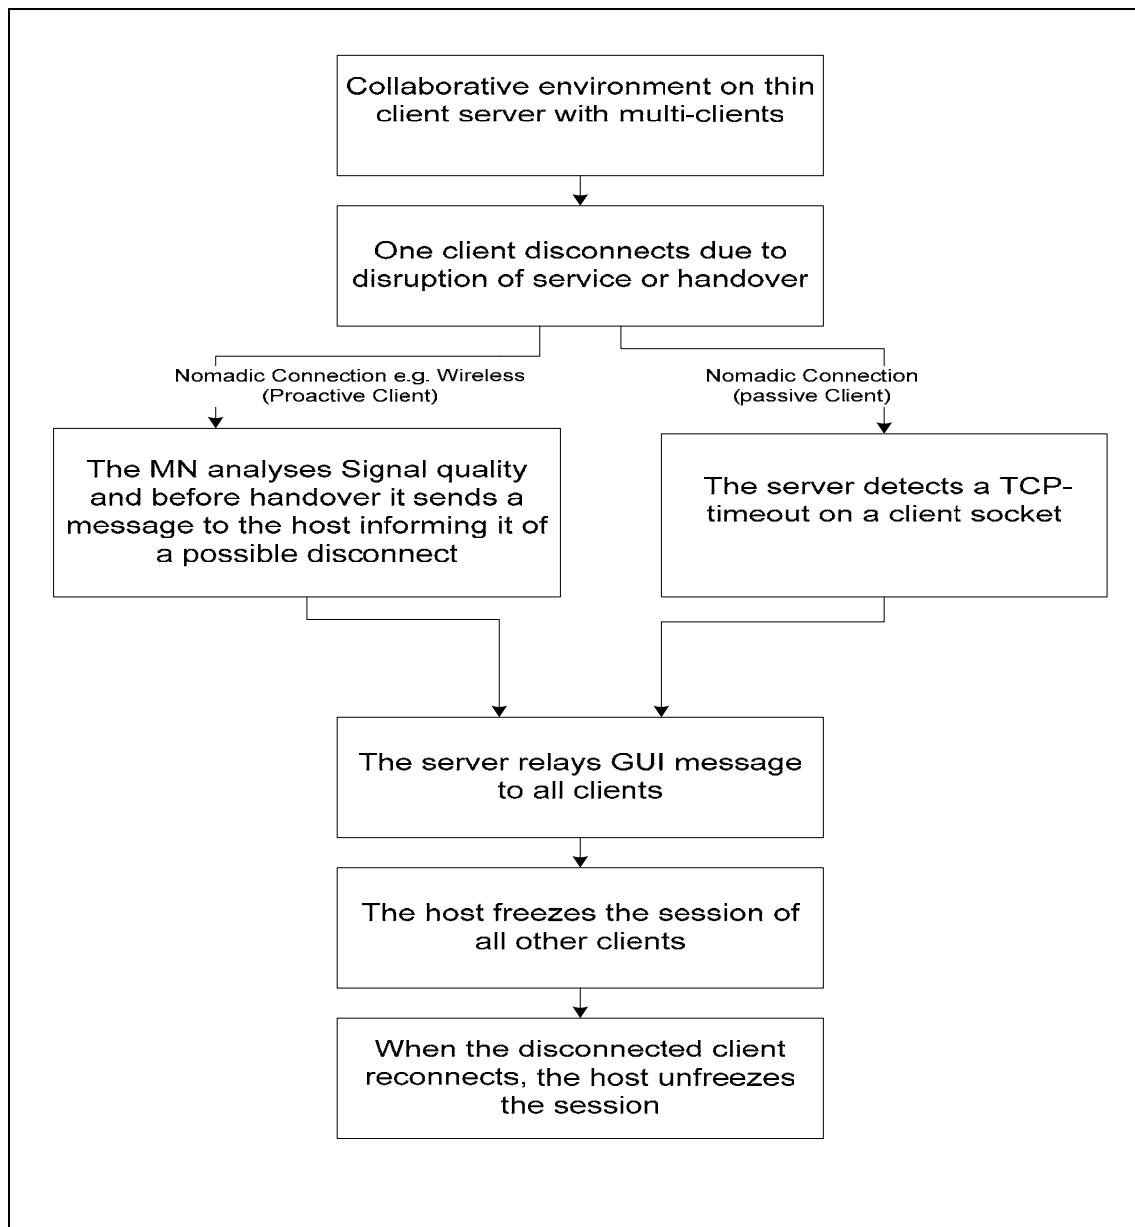 Collaborative environment on thin
client server with multi-clients
One client disconnects due to
disruption of service or handover
Nomadic Connection e.g. Wireless
(Proactive Client)
Nomadic Connection
(passive Client)
The MN analyses Signal quality
and before handover it sends a
message to the host informing it of
a possible disconnect
The server detects a TCP-
timeout on a client socket
The server relays GUI message
to all clients
The host freezes the session of
all other clients
When the disconnected client
reconnects, the host unfreezes
the session